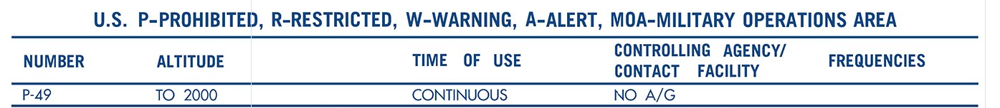 U.S. P-PROHIBITED, R-RESTRICTED, W-WARNING, A-ALERT, MOA-MILITARY OPERATIONS AREA
NUMBER ALTITUDE TIME OF USE CONTROLLING AGENCY/ FREQUENCIES
CONTACT FACILITY
P-49 TO 2000 CONTINUOUS NO A/G